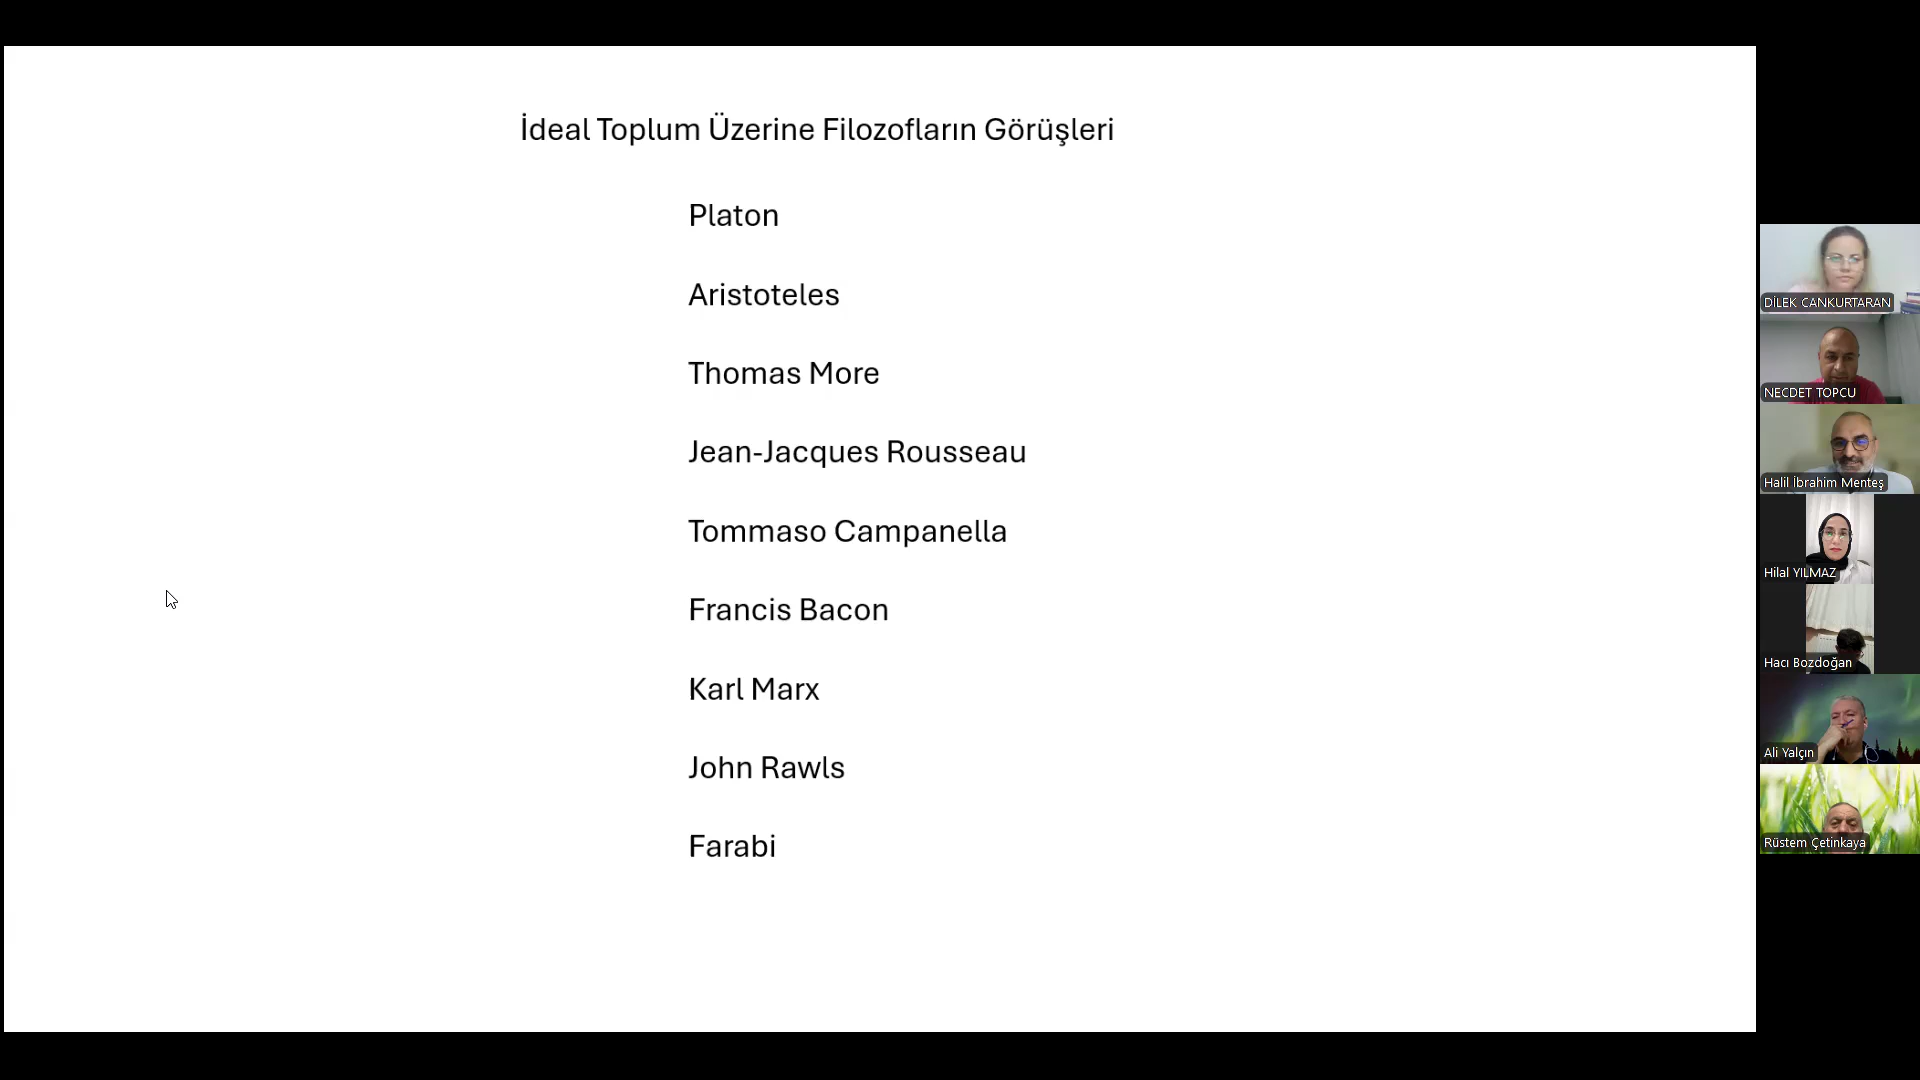 İdeal Toplum Üzerine Filozofların Görüşleri
Platon
Aristoteles
Thomas More
Jean-Jacques Rousseau
Tommaso Campanella
Francis Bacon
Karl Marx
John Rawls
Farabi
DİLEK CANKURTARAN
NECDET TOPCU
Halil İbrahim Menteş
Hilal YILMAZ
Hacı Bozdoğan
Ali Yalçın
Rüstem Çetinkaya